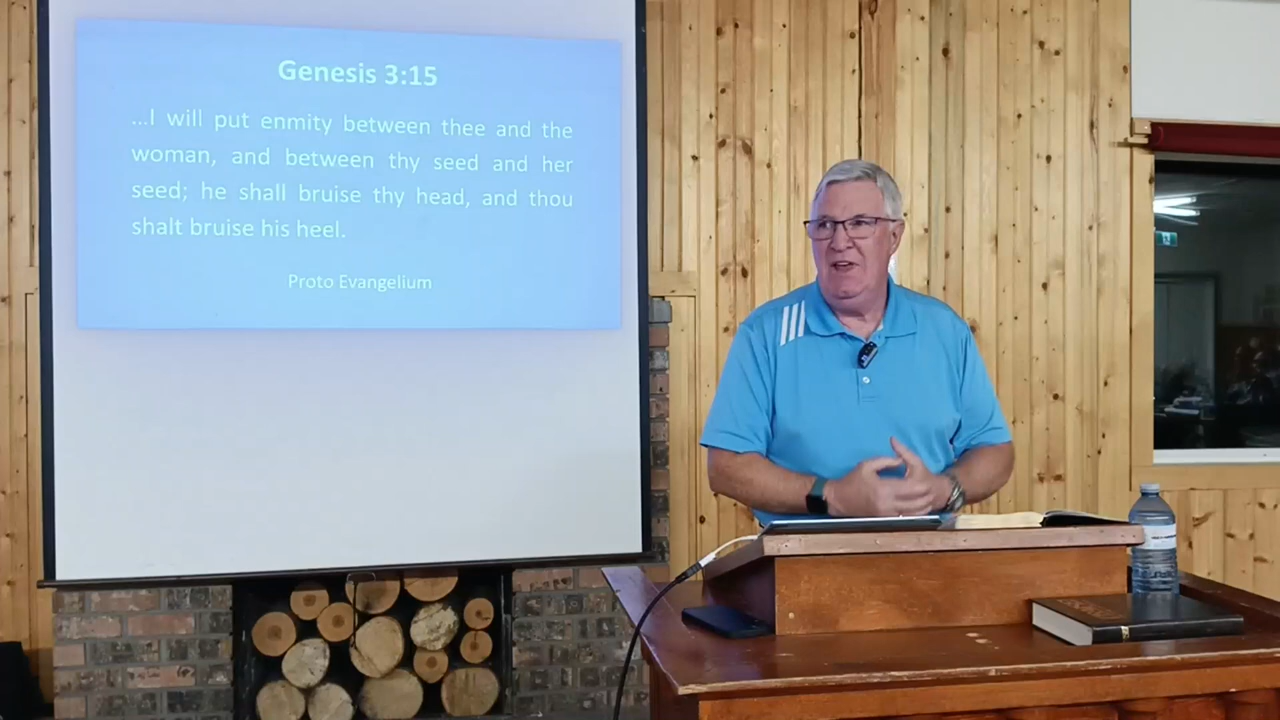 Genesis 3:15
...I will put enmity between thee and the
woman, and between thy seed and her
seed; he shall bruise thy head, and thou
shalt bruise his heel.
Proto Evangelium